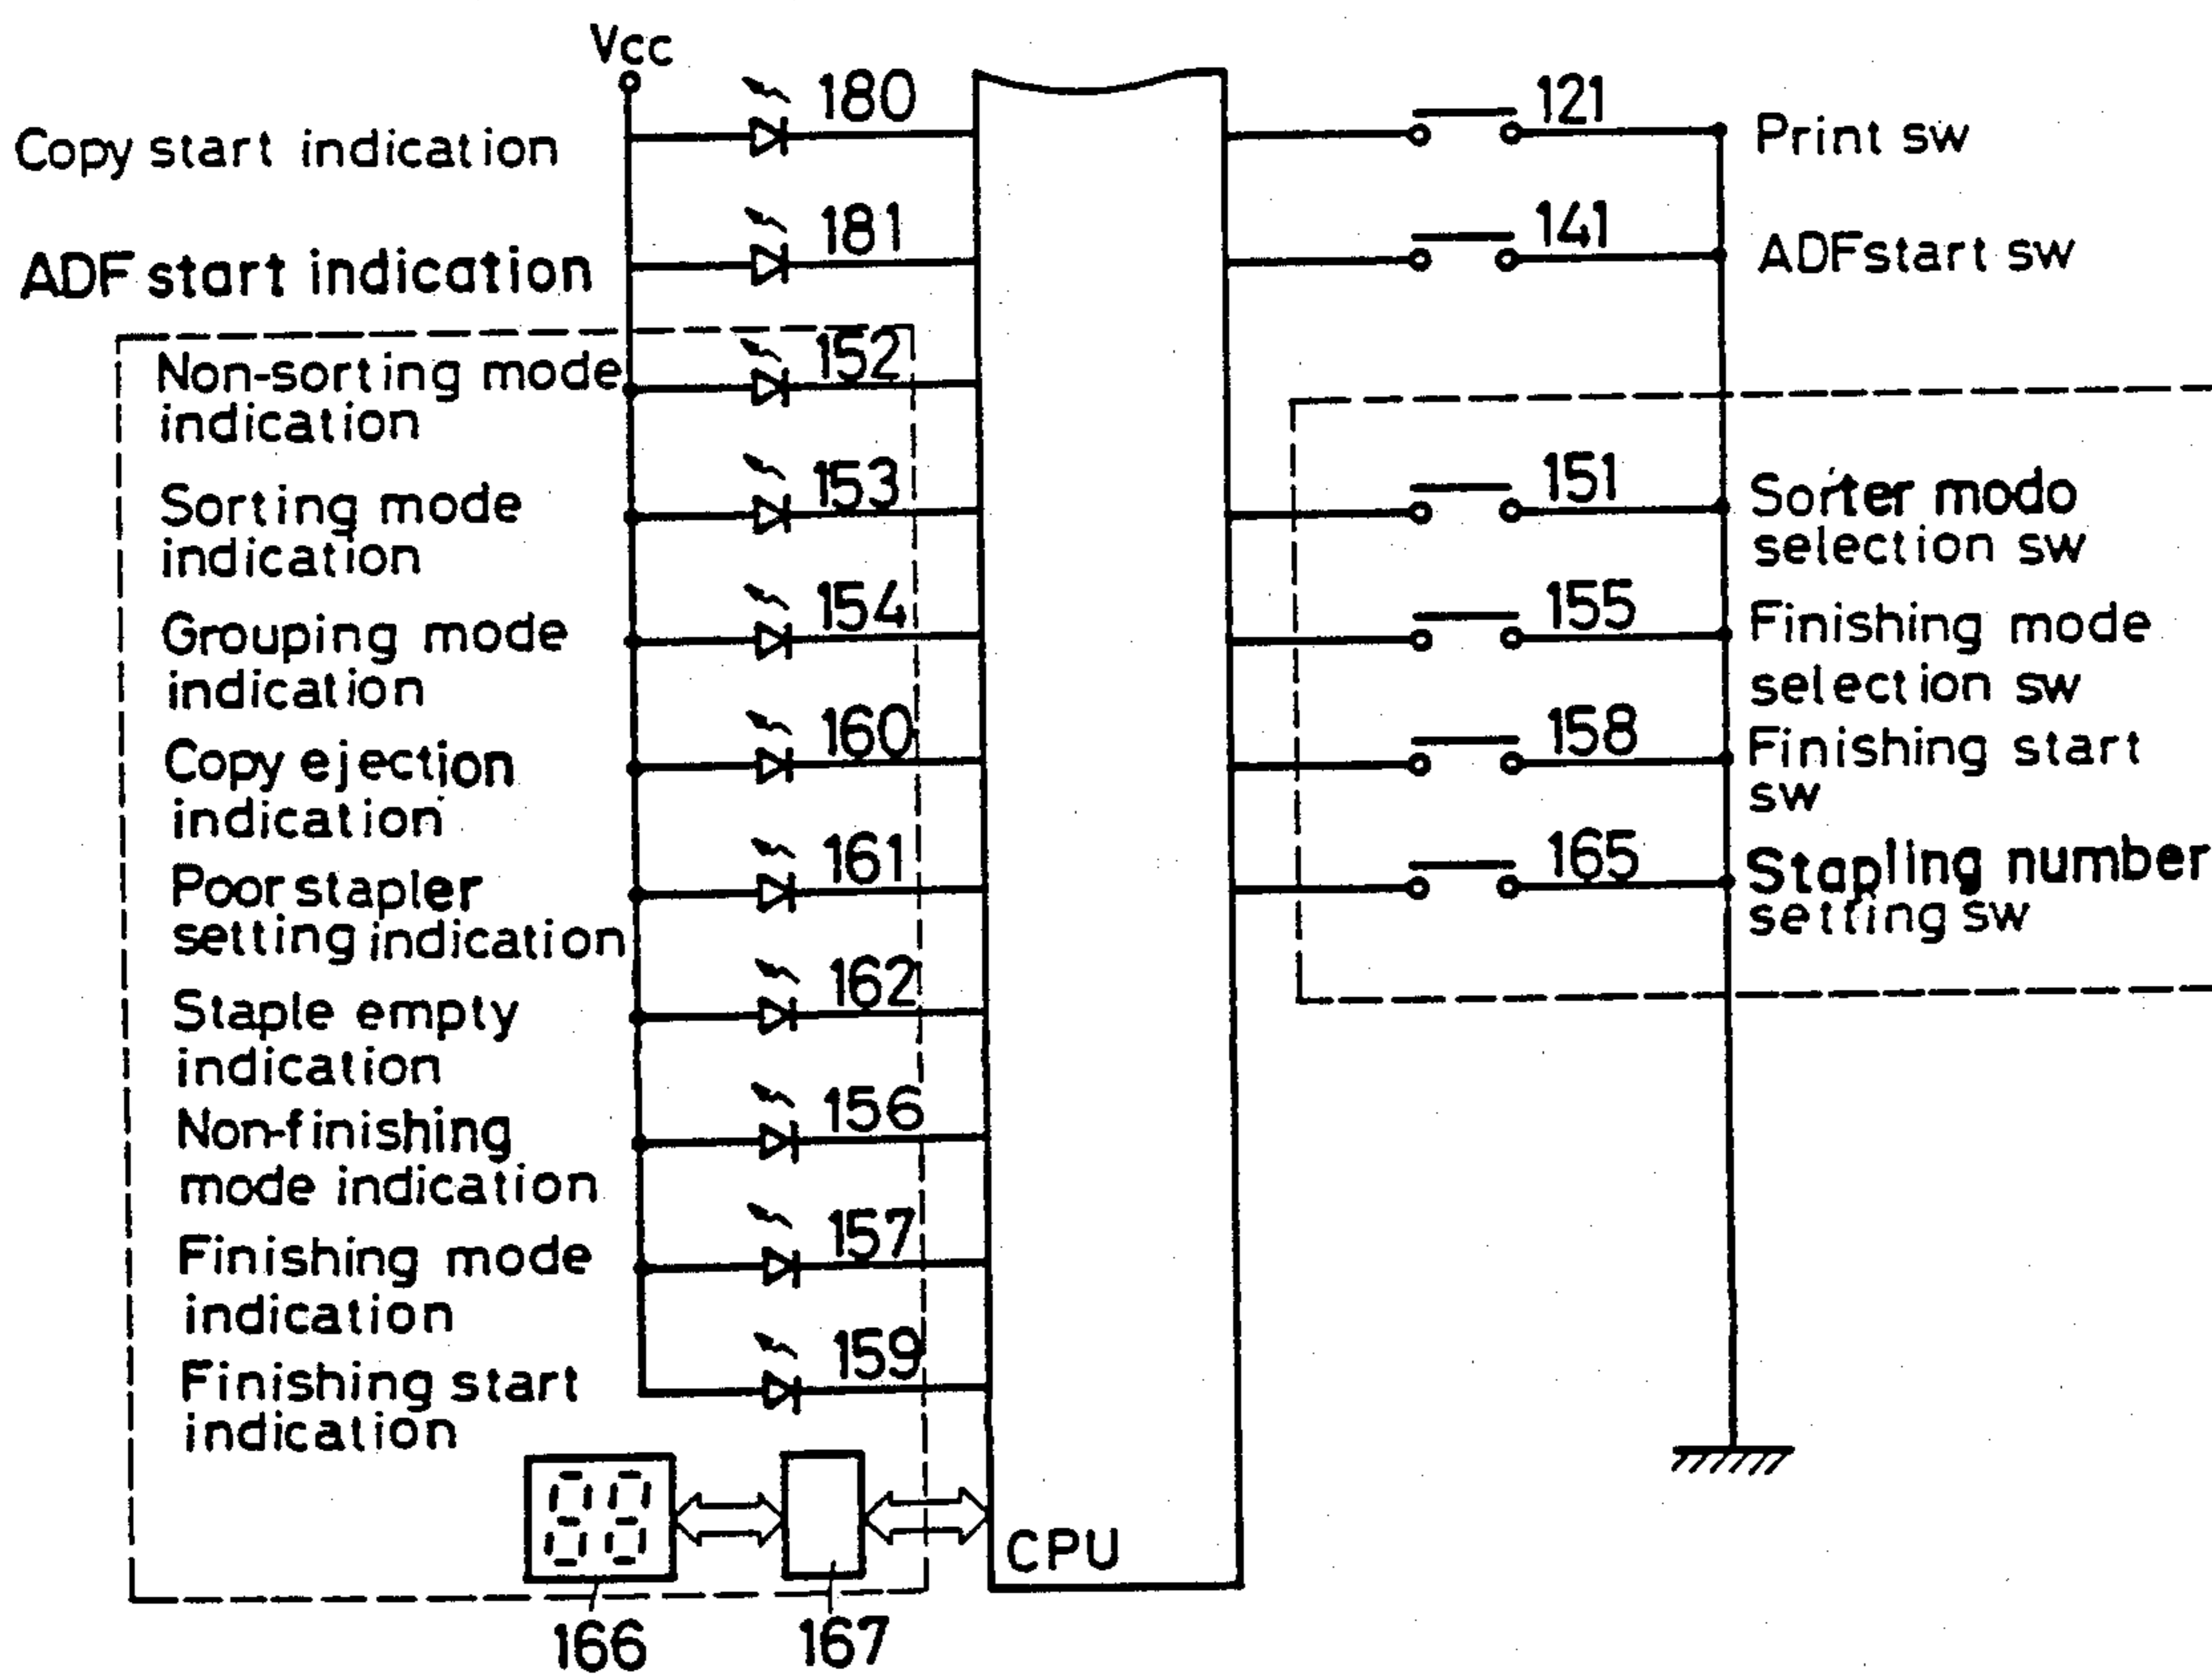 Vcc
Copy start indication
180
ADF start indication
181
Non-sorting mode
indication
152
Sorting mode
indication
153
Grouping mode
indication
154
Copy ejection
indication
160
Poor stapler
setting indication
161
Staple empty
indication
162
Non-finishing
mode indication
156
Finishing mode
indication
157
Finishing start
indication
159
166
167
CPU
121
Print sw
141
ADFstart sw
151
Sorter modo
selection sw
155
Finishing mode
selection sw
158
Finishing start
sw
165
Stapling number
setting sw